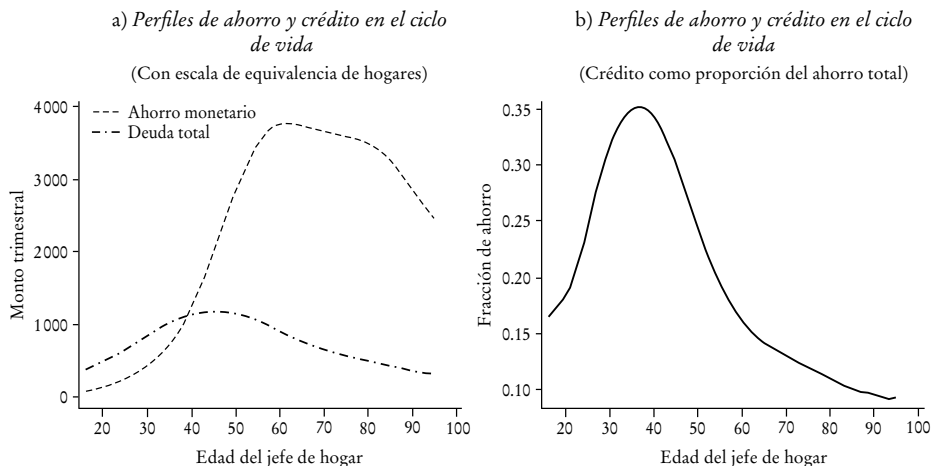 a) Perfiles de ahorro y crédito en el ciclo
de vida
(Con escala de equivalencia de hogares)
4000
3000
2000
1000
0
Monto trimestral
Ahorro monetario
Deuda total
20 30 40 50 60 70 80 90 100
Edad del jefe de hogar
b) Perfiles de ahorro y crédito en el ciclo
de vida
(Crédito como proporción del ahorro total)
0.35
0.30
0.25
0.20
0.15
0.10
Fracción de ahorro
20 30 40 50 60 70 80 90 100
Edad del jefe de hogar